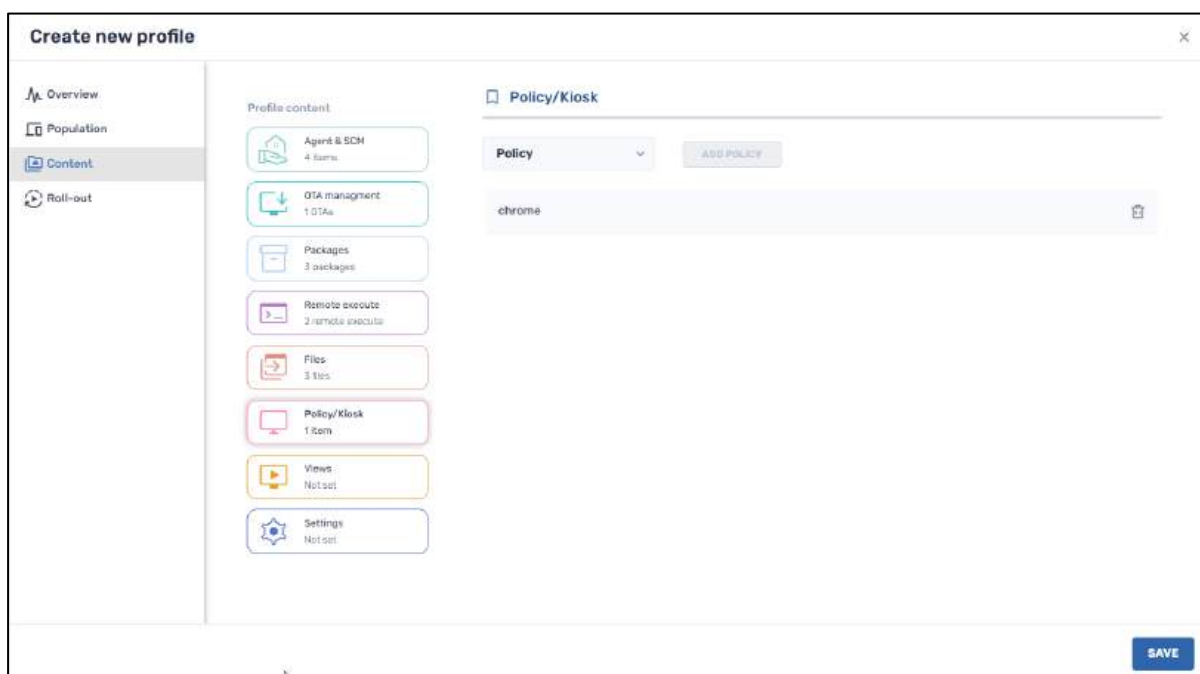 Create new profile
Overview
Population
Content
Roll-out
Profile content
Agent & SCM
4 items
OTA managment
1 OTAs
Packages
3 packages
Remote execute
2 remote execute
Files
3 files
Policy/Kiosk
1 item
Views
Not set
Settings
Not set
Policy/Kiosk
Policy
ADD POLICY
chrome
SAVE